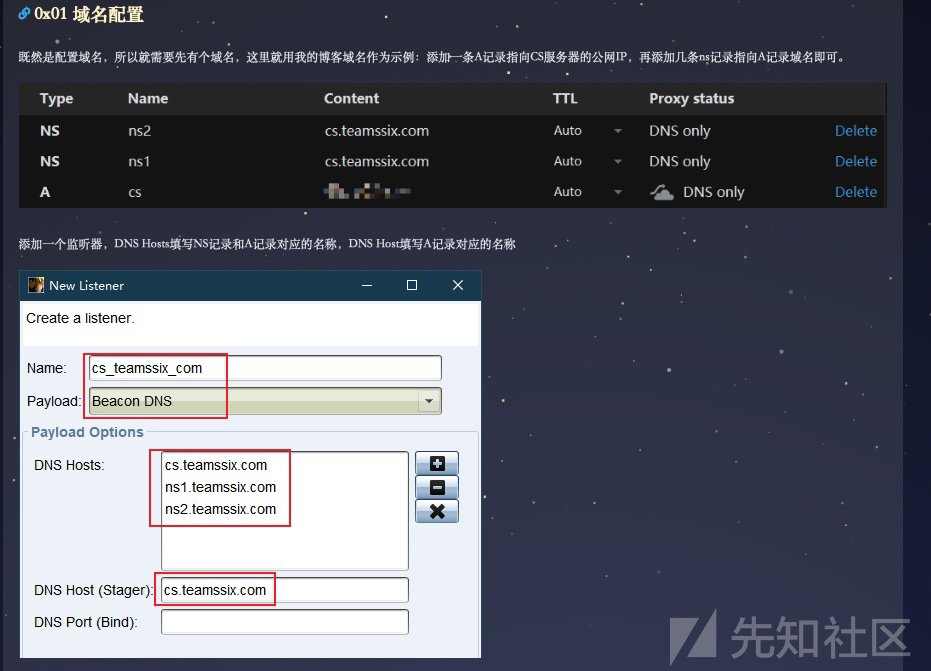 0x01 域名配置
既然是配置域名，所以就需要先有个域名，这里就用我的博客域名作为示例：添加一条A记录指向CS服务器的公网IP，再添加几条ns记录指向A记录域名即可。
Type Name Content TTL Proxy status
NS ns2 cs.teamssix.com Auto DNS only Delete
NS ns1 cs.teamssix.com Auto DNS only Delete
A cs Auto DNS only Delete
添加一个监听器，DNS Hosts填写NS记录和A记录对应的名称，DNS Host填写A记录对应的名称
New Listener
Create a listener.
Name: cs_teamssix_com
Payload: Beacon DNS
Payload Options
DNS Hosts: cs.teamssix.com
ns1.teamssix.com
ns2.teamssix.com
DNS Host (Stager): cs.teamssix.com
DNS Port (Bind):
先知社区